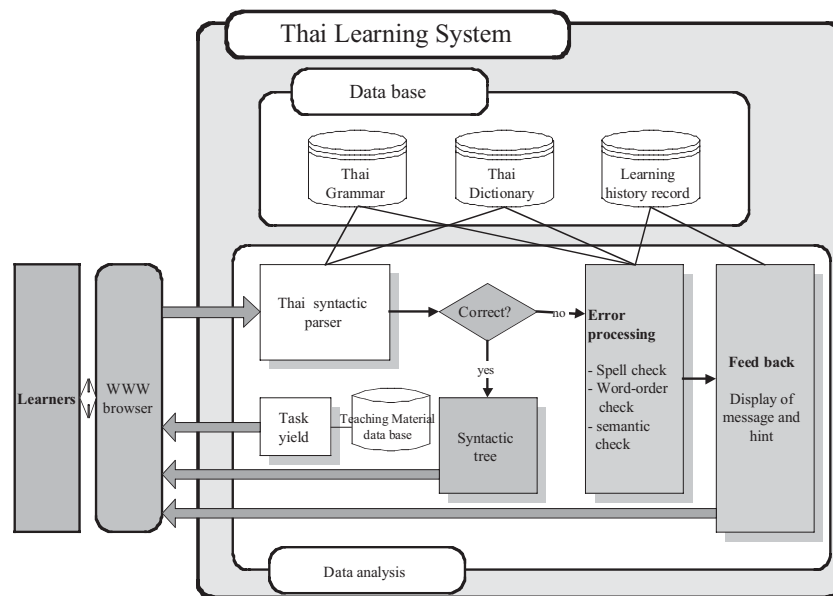 Thai Learning System
Data base
Thai
Grammar
Thai
Dictionary
Learning
history record
Learners
WWW
browser
Thai syntactic
parser
Correct?
no
yes
Error
processing
- Spell check
- Word-order
check
- semantic
check
Feed back
Display of
message and
hint
Task
yield
Teaching Material
data base
Syntactic
tree
Data analysis